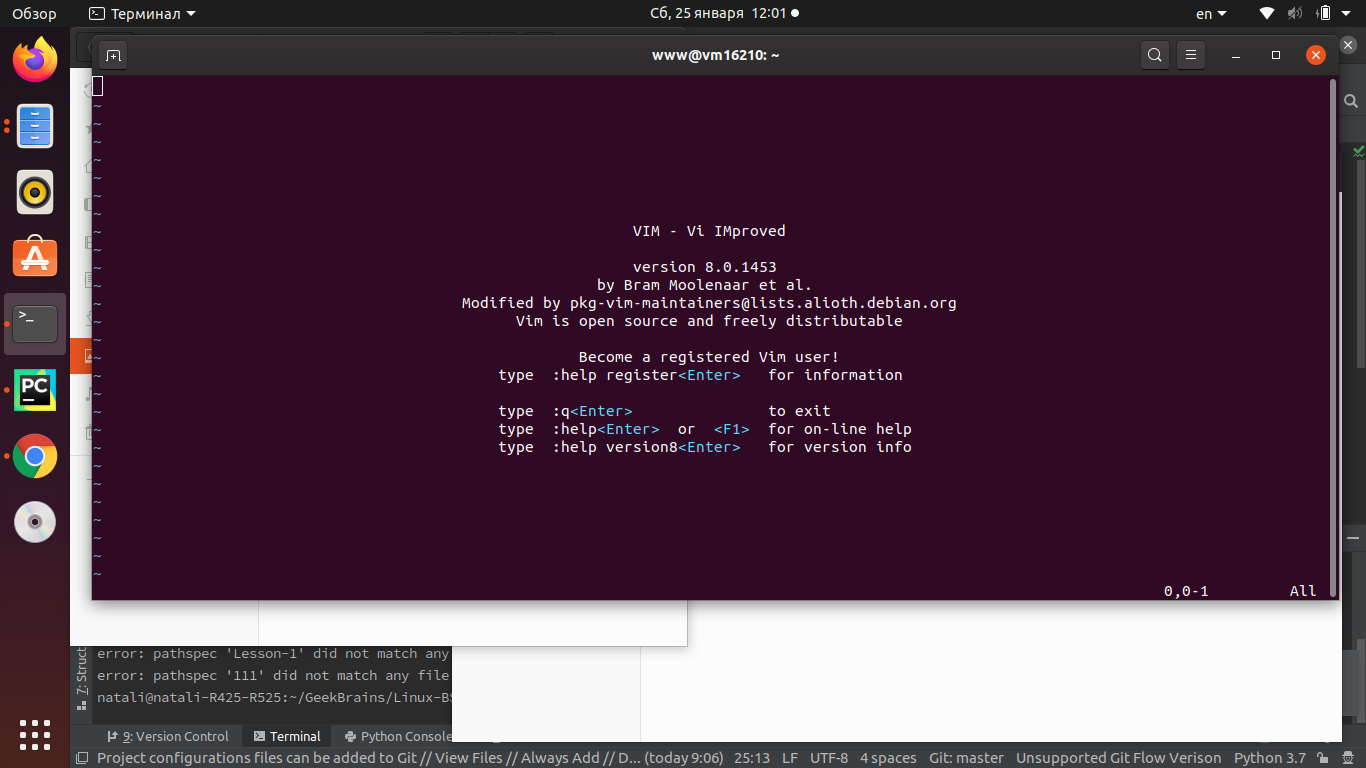 Обзор Терминал Сб, 25 января 12:01 en
www@vm16210: ~
~
~
~
~
~
~
~
~ VIM - Vi IMproved
~
~ version 8.0.1453
~ by Bram Moolenaar et al.
~ Modified by pkg-vim-maintainers@lists.alioth.debian.org
~ Vim is open source and freely distributable
~
~ Become a registered Vim user!
~ type :help register<Enter> for information
~
~ type :q<Enter> to exit
~ type :help<Enter> or <F1> for on-line help
~ type :help version8<Enter> for version info
~
~
~
~
~
~
~
0,0-1 All
>_
PC
error: pathspec 'Lesson-1' did not match any
error: pathspec '111' did not match any file
natali@natali-R425-R525:~/GeekBrains/Linux-BS
7: Struct
9: Version Control Terminal Python Console
Project configurations files can be added to Git // View Files // Always Add // D... (today 9:06) 25:13 LF UTF-8 4 spaces Git: master Unsupported Git Flow Verison Python 3.7